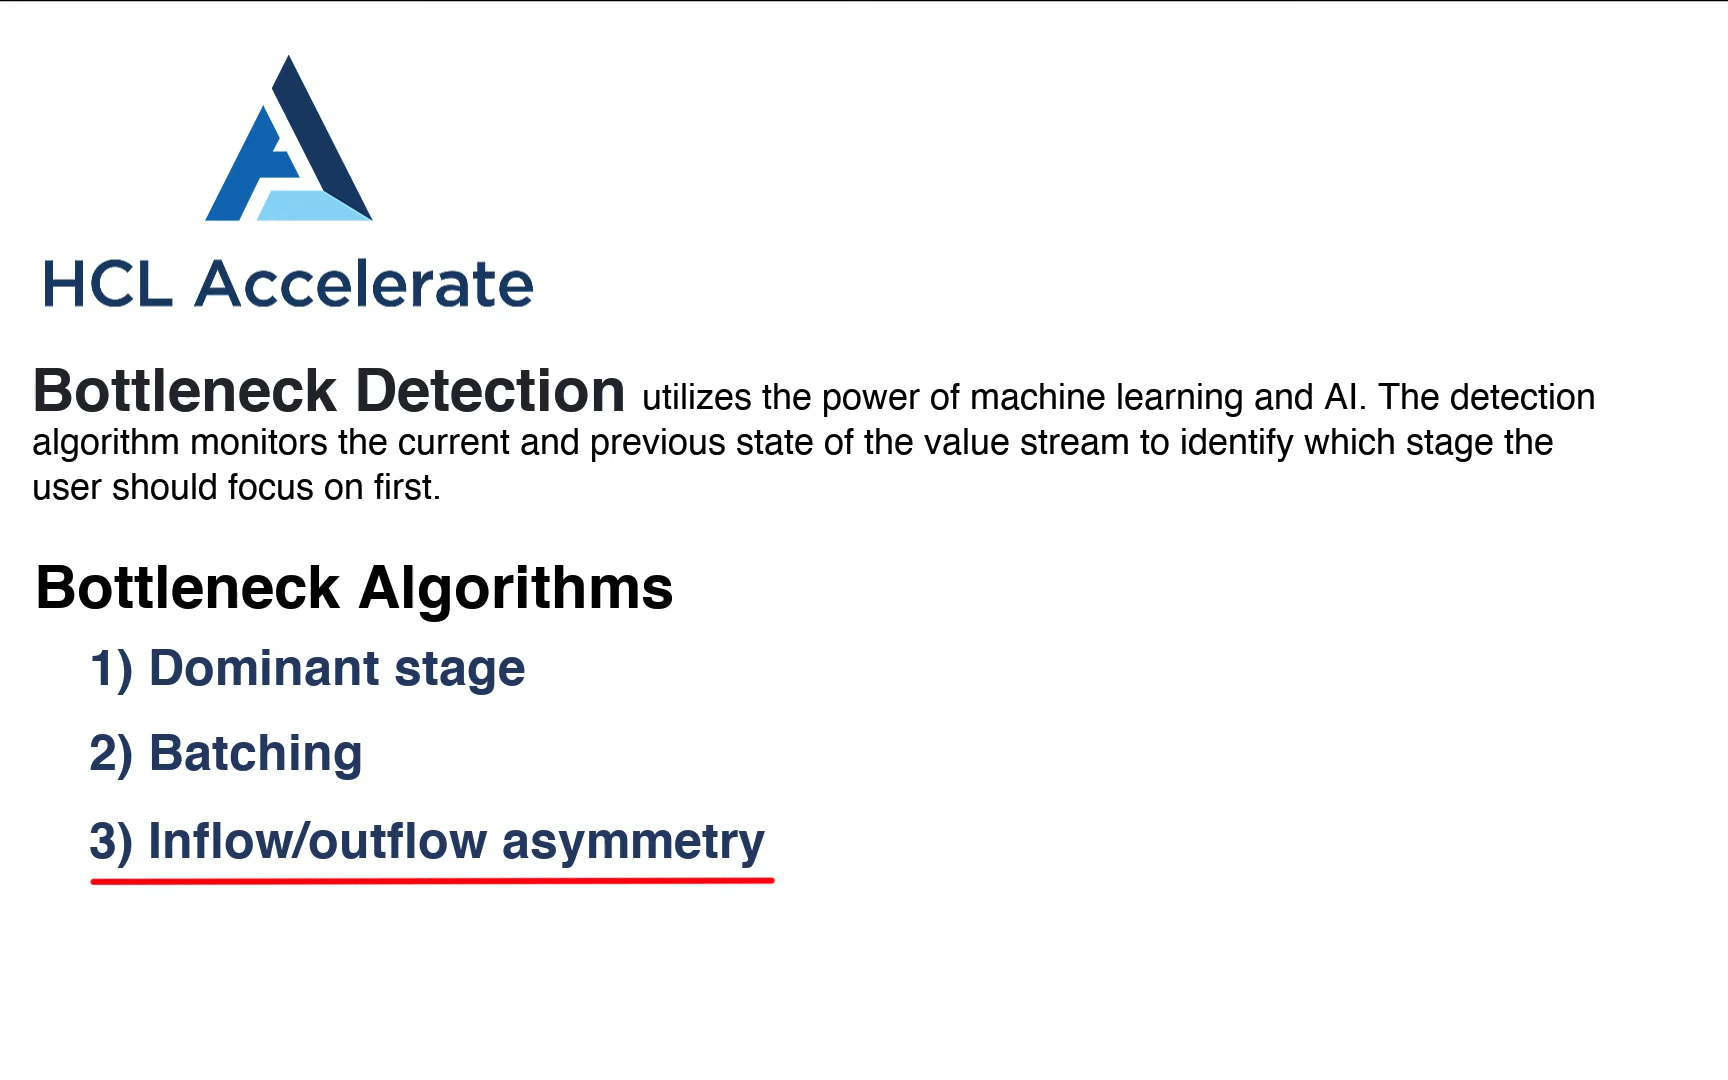 HCL Accelerate
Bottleneck Detection utilizes the power of machine learning and AI. The detection
algorithm monitors the current and previous state of the value stream to identify which stage the
user should focus on first.
Bottleneck Algorithms
1) Dominant stage
2) Batching
3) Inflow/outflow asymmetry